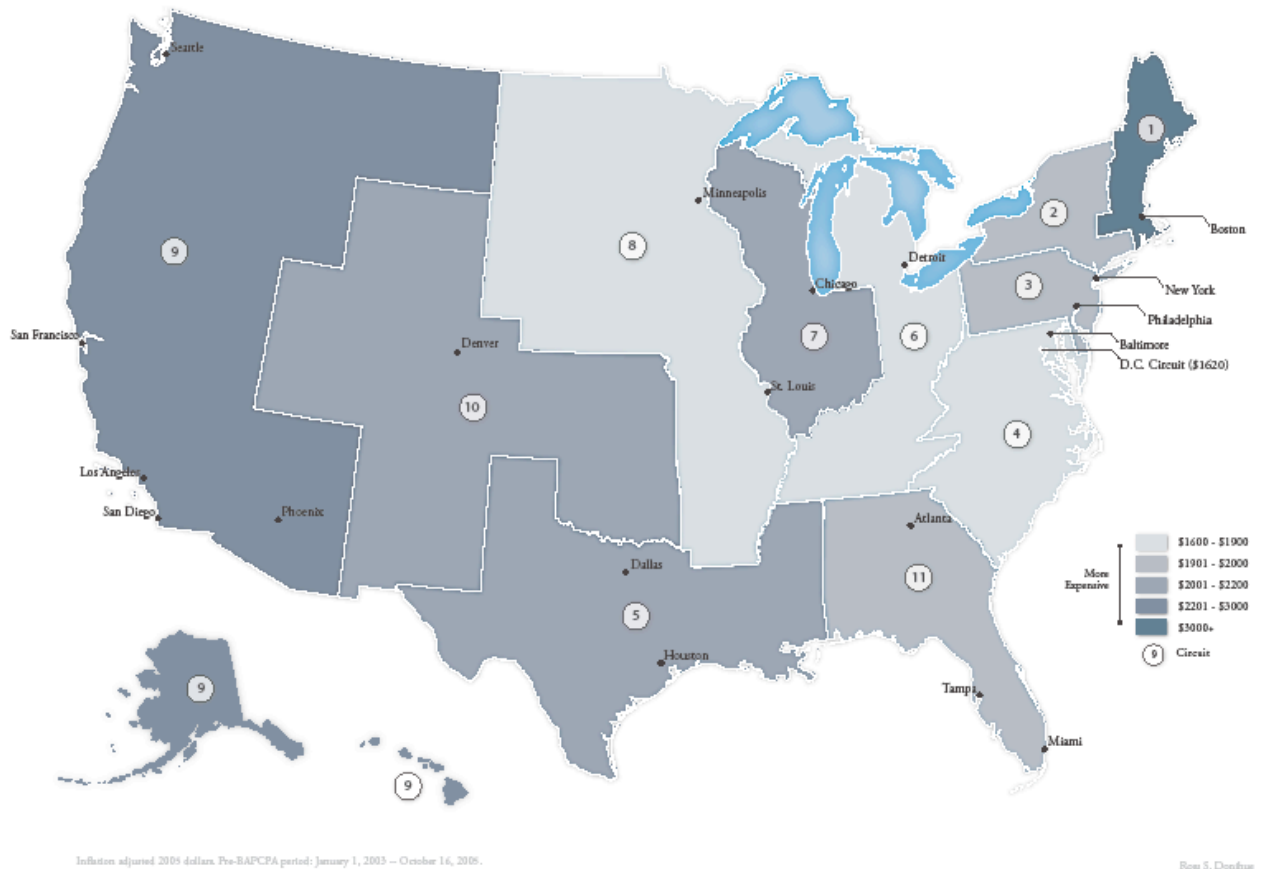 Seattle
1
Minneapolis
2
Boston
9
8
Detroit
3
Chicago
New York
Philadelphia
San Francisco
Denver
7
6
Baltimore
D.C. Circuit ($1620)
St. Louis
10
4
Los Angeles
San Diego
Phoenix
Atlanta
$1600 - $1900
$1901 - $2000
More
Expensive
$2001 - $2200
$2201 - $3000
$3000+
9 Circuit
Dallas
11
5
Houston
9
Tampa
Miami
9
Inflation adjusted 2005 dollars. Pre-BAPCPA period: January 1, 2003 – October 16, 2005.
Ross S. Donohue